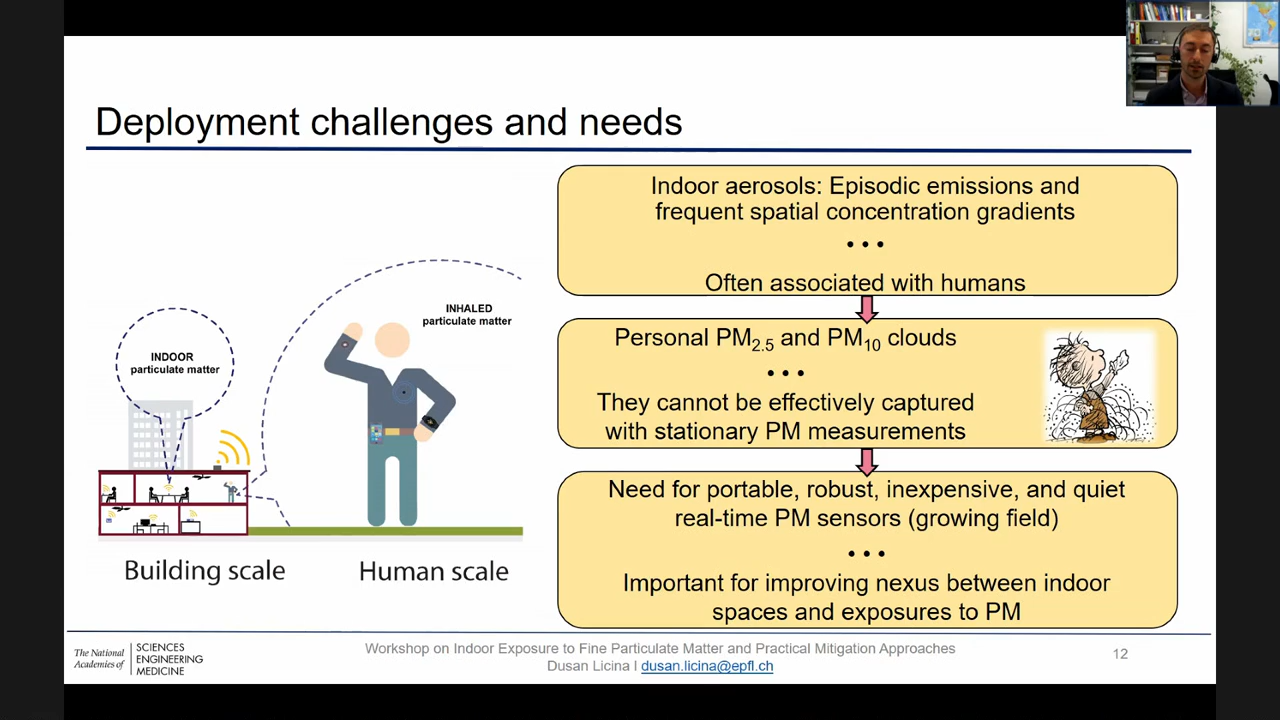 Deployment challenges and needs
INDOOR
particulate matter
INHALED
particulate matter
Building scale
Human scale
Indoor aerosols: Episodic emissions and
frequent spatial concentration gradients
• • •
Often associated with humans
Personal PM2.5 and PM10 clouds
• • •
They cannot be effectively captured
with stationary PM measurements
Need for portable, robust, inexpensive, and quiet
real-time PM sensors (growing field)
• • •
Important for improving nexus between indoor
spaces and exposures to PM
The National
Academies of
SCIENCES
ENGINEERING
MEDICINE
Workshop on Indoor Exposure to Fine Particulate Matter and Practical Mitigation Approaches
Dusan Licina I dusan.licina@epfl.ch
12